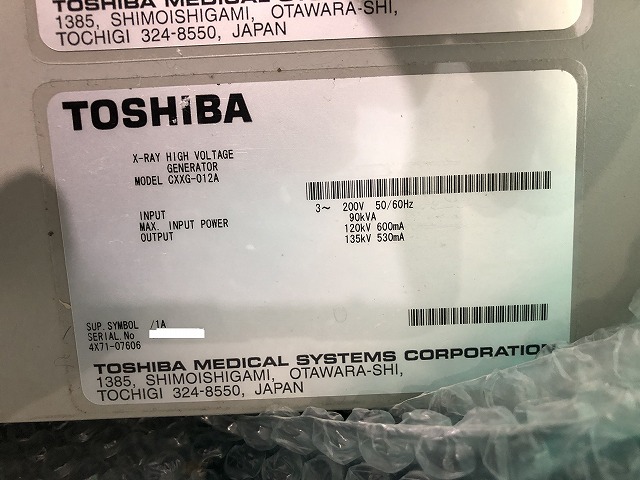 TOSHIBA MEDICAL
1385, SHIMOISHIGAMI, OTAWARA-SHI,
TOCHIGI 324-8550, JAPAN
TOSHIBA
X-RAY HIGH VOLTAGE
GENERATOR
MODEL CXXG-012A
INPUT 3~ 200V 50/60Hz
MAX. INPUT POWER 90kVA
OUTPUT 120kV 600mA
135kV 530mA
SUP. SYMBOL /1A
SERIAL.No
4X71-07606
TOSHIBA MEDICAL SYSTEMS CORPORATION
1385, SHIMOISHIGAMI, OTAWARA-SHI,
TOCHIGI 324-8550, JAPAN